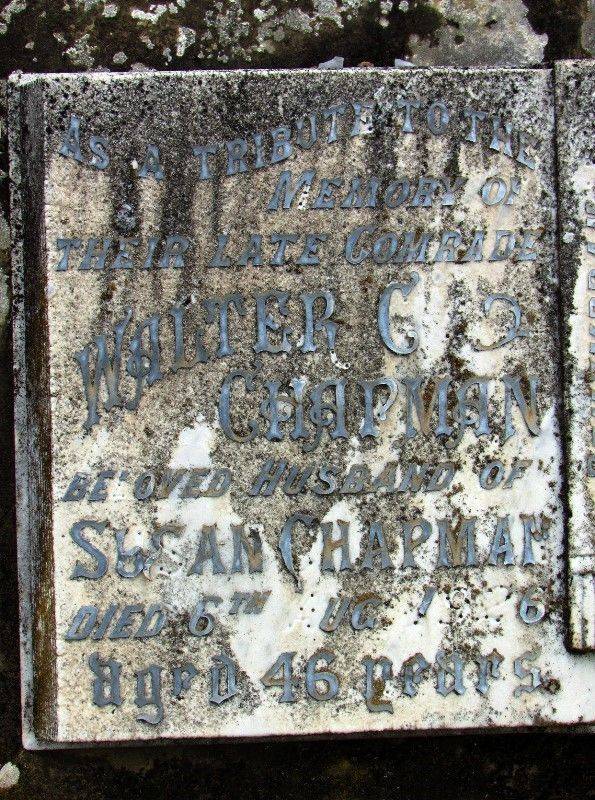 AS A TRIBUTE TO THE
MEMORY OF
THEIR LATE COMRADE
WALTER C
CHAPMAN
BELOVED HUSBAND OF
SUSAN CHAPMAN
DIED 6TH AUG
aged 46 years